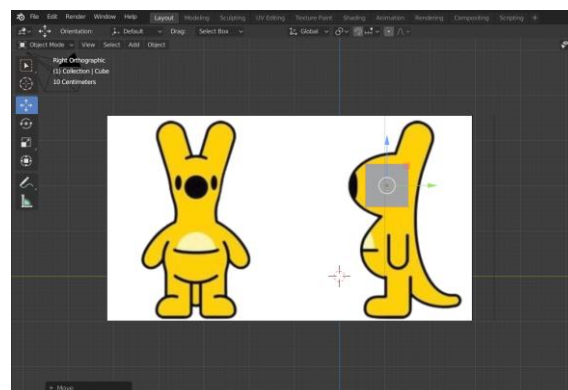 File Edit Render Window Help Layout Modeling Sculpting UV Editing Texture Paint Shading Animation Rendering Compositing Scripting +
Orientation: Default Drag: Select Box Global
Object Mode View Select Add Object
Right Orthographic
(1) Collection | Cube
10 Centimeters
Move